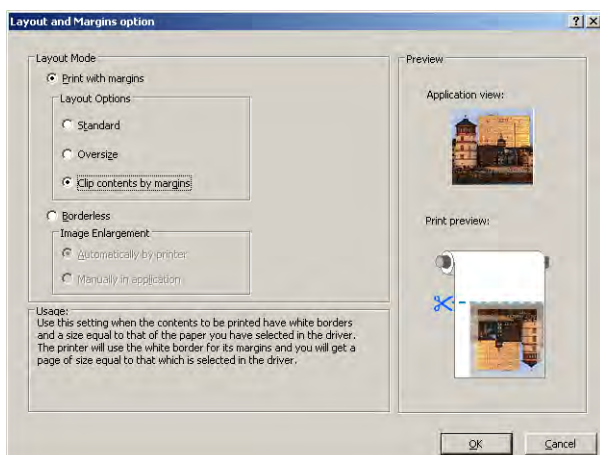 Layout and Margins option
Layout Mode
Print with margins
Layout Options
Standard
Oversize
Clip contents by margins
Borderless
Image Enlargement
Automatically by printer
Manually in application
Usage:
Use this setting when the contents to be printed have white borders
and a size equal to that of the paper you have selected in the driver.
The printer will use the white border for its margins and you will get a
page of size equal to that which is selected in the driver.
Preview
Application view:
Print preview:
OK
Cancel